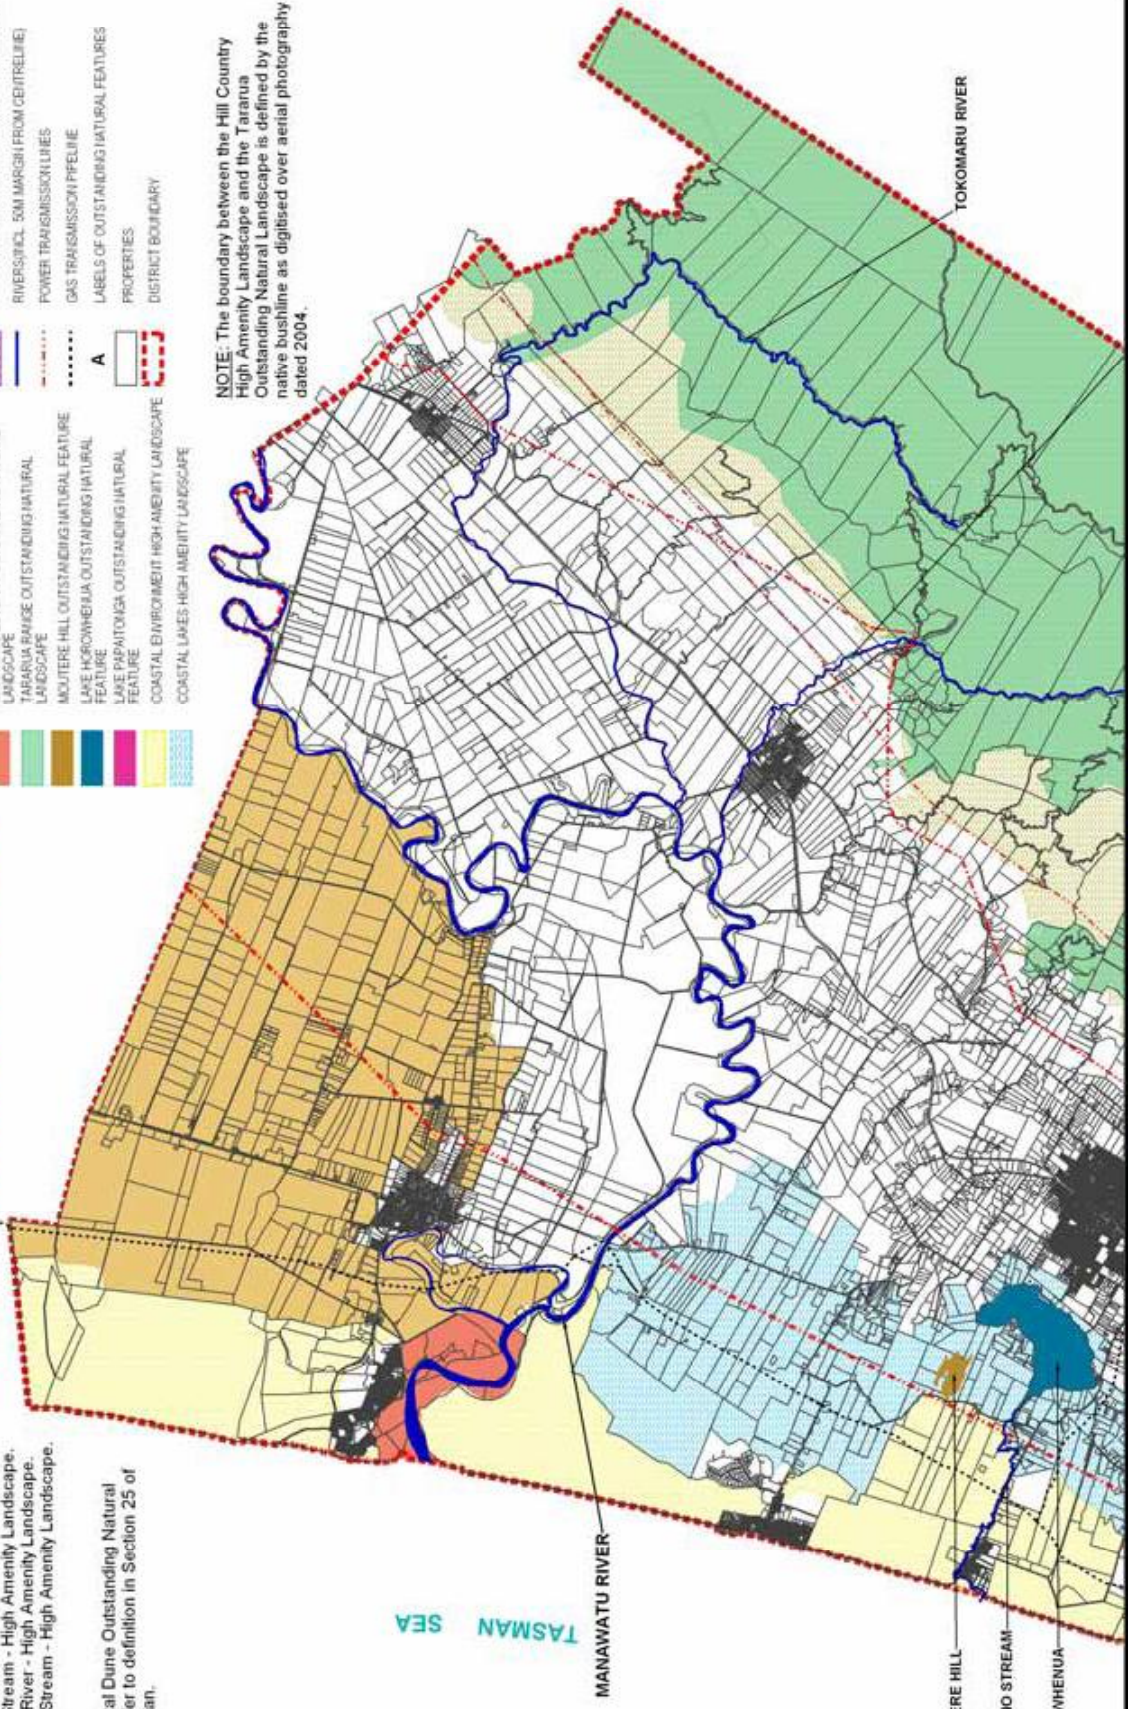 Stream - High Amenity Landscape.
River - High Amenity Landscape.
Stream - High Amenity Landscape.
al Dune Outstanding Natural
er to definition in Section 25 of
an.
LANDSCAPE
TARARUA RANGE OUTSTANDING NATURAL
LANDSCAPE
MOUTERE HILL OUTSTANDING NATURAL FEATURE
LAKE HOROWHENUA OUTSTANDING NATURAL
FEATURE
LAKE PAPAITONGA OUTSTANDING NATURAL
FEATURE
COASTAL ENVIRONMENT HIGH AMENITY LANDSCAPE
COASTAL LAKES HIGH AMENITY LANDSCAPE
RIVERS(INCL 50M MARGIN FROM CENTRELINE)
POWER TRANSMISSION LINES
GAS TRANSMISSION PIPELINE
A LABELS OF OUTSTANDING NATURAL FEATURES
PROPERTIES
DISTRICT BOUNDARY
NOTE: The boundary between the Hill Country
High Amenity Landscape and the Tararua
Outstanding Natural Landscape is defined by the
native bushline as digitised over aerial photography
dated 2004.
TOKOMARU RIVER
TASMAN SEA
MANAWATU RIVER
ERE HILL
IO STREAM
WHENUA